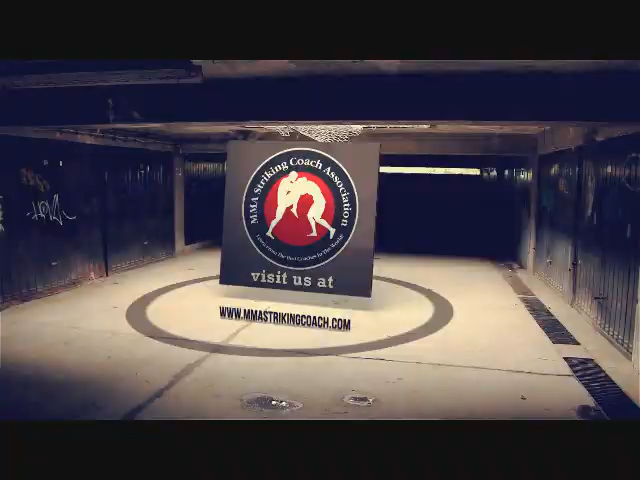 MMA Striking Coach Association
visit us at
WWW.MMASTRIKINGCOACH.COM